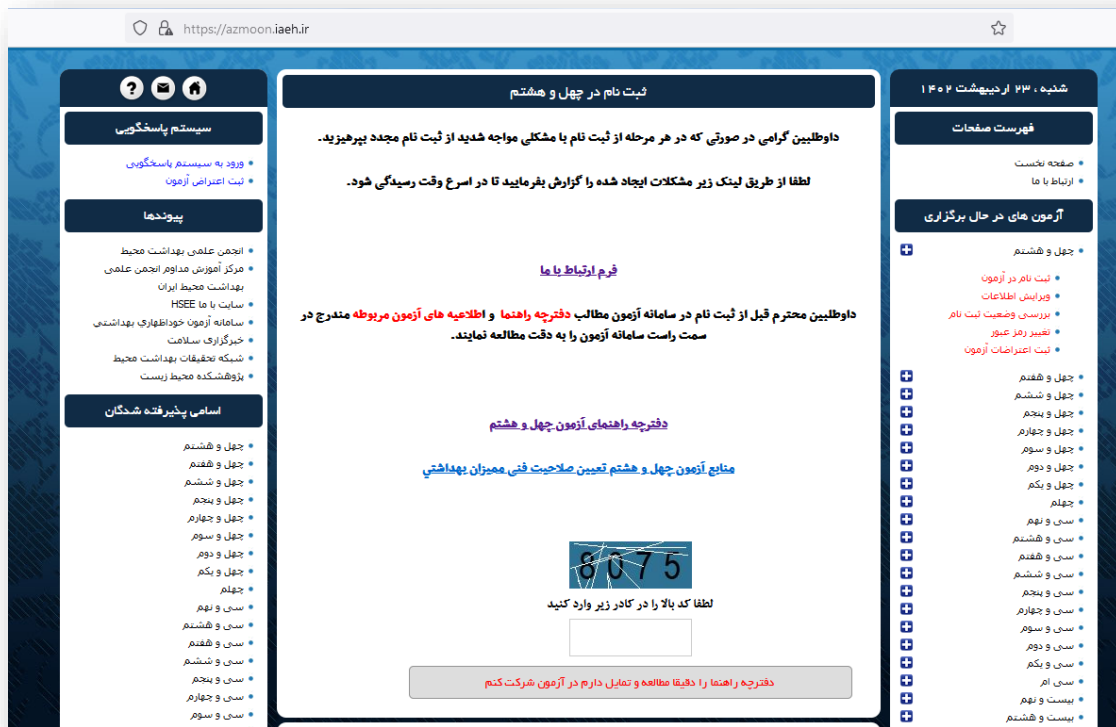 https://azmoon.iaeh.ir
شنبه ، ۲۳ اردیبهشت ۱۴۰۲
فهرست صفحات
صفحه نخست
ارتباط با ما
آزمون های در حال برگزاری
چهل و هشتم
ثبت نام در آزمون
ویرایش اطلاعات
بررسی وضعیت ثبت نام
تغییر رمز عبور
ثبت اعتراضات آزمون
چهل و هفتم
چهل و ششم
چهل و پنجم
چهل و چهارم
چهل و سوم
چهل و دوم
چهل و یکم
چهلم
سی و نهم
سی و هشتم
سی و هفتم
سی و ششم
سی و پنجم
سی و چهارم
سی و سوم
سی و دوم
سی و یکم
سی ام
بیست و نهم
بیست و هشتم
ثبت نام در چهل و هشتم
داوطلبین گرامی در صورتی که در هر مرحله از ثبت نام با مشکلی مواجه شدید از ثبت نام مجدد بپرهیزید.
لطفا از طریق لینک زیر مشکلات ایجاد شده را گزارش بفرمایید تا در اسرع وقت رسیدگی شود.
فرم ارتباط با ما
داوطلبین محترم قبل از ثبت نام در سامانه آزمون مطالب دفترچه راهنما و اطلاعیه های آزمون مربوطه مندرج در
سمت راست سامانه آزمون را به دقت مطالعه نمایند.
دفترچه راهنمای آزمون چهل و هشتم
منابع آزمون چهل و هشتم تعیین صلاحیت فنی ممیزان بهداشتي
8075
لطفا کد بالا را در کادر زیر وارد کنید
دفترچه راهنما را دقیقا مطالعه و تمایل دارم در آزمون شرکت کنم
?
سیستم پاسخگویی
ورود به سیستم پاسخگویی
ثبت اعتراض آزمون
پیوندها
انجمن علمی بهداشت محیط
مرکز آموزش مداوم انجمن علمی
بهداشت محیط ایران
سایت با ما HSEE
سامانه آزمون خوداظهاري بهداشتي
خبرگزاری سلامت
شبکه تحقیقات بهداشت محیط
پژوهشکده محیط زیست
اسامی پذیرفته شدگان
چهل و هشتم
چهل و هفتم
چهل و ششم
چهل و پنجم
چهل و چهارم
چهل و سوم
چهل و دوم
چهل و یکم
چهلم
سی و نهم
سی و هشتم
سی و هفتم
سی و ششم
سی و پنجم
سی و چهارم
سی و سوم